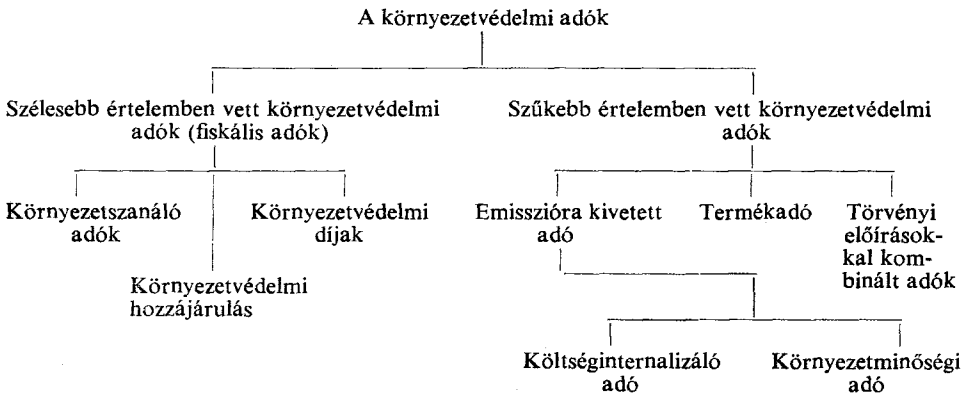 A környezetvédelmi adók
Szélesebb értelemben vett környezetvédelmi
adók (fiskális adók)
Szűkebb értelemben vett környezetvédelmi
adók
Környezetszanáló
adók
Környezetvédelmi
díjak
Környezetvédelmi
hozzájárulás
Emisszióra kivetett
adó
Termékadó
Törvényi
előírások-
kal kom-
binált adók
Költséginternalizáló
adó
Környezetminőségi
adó